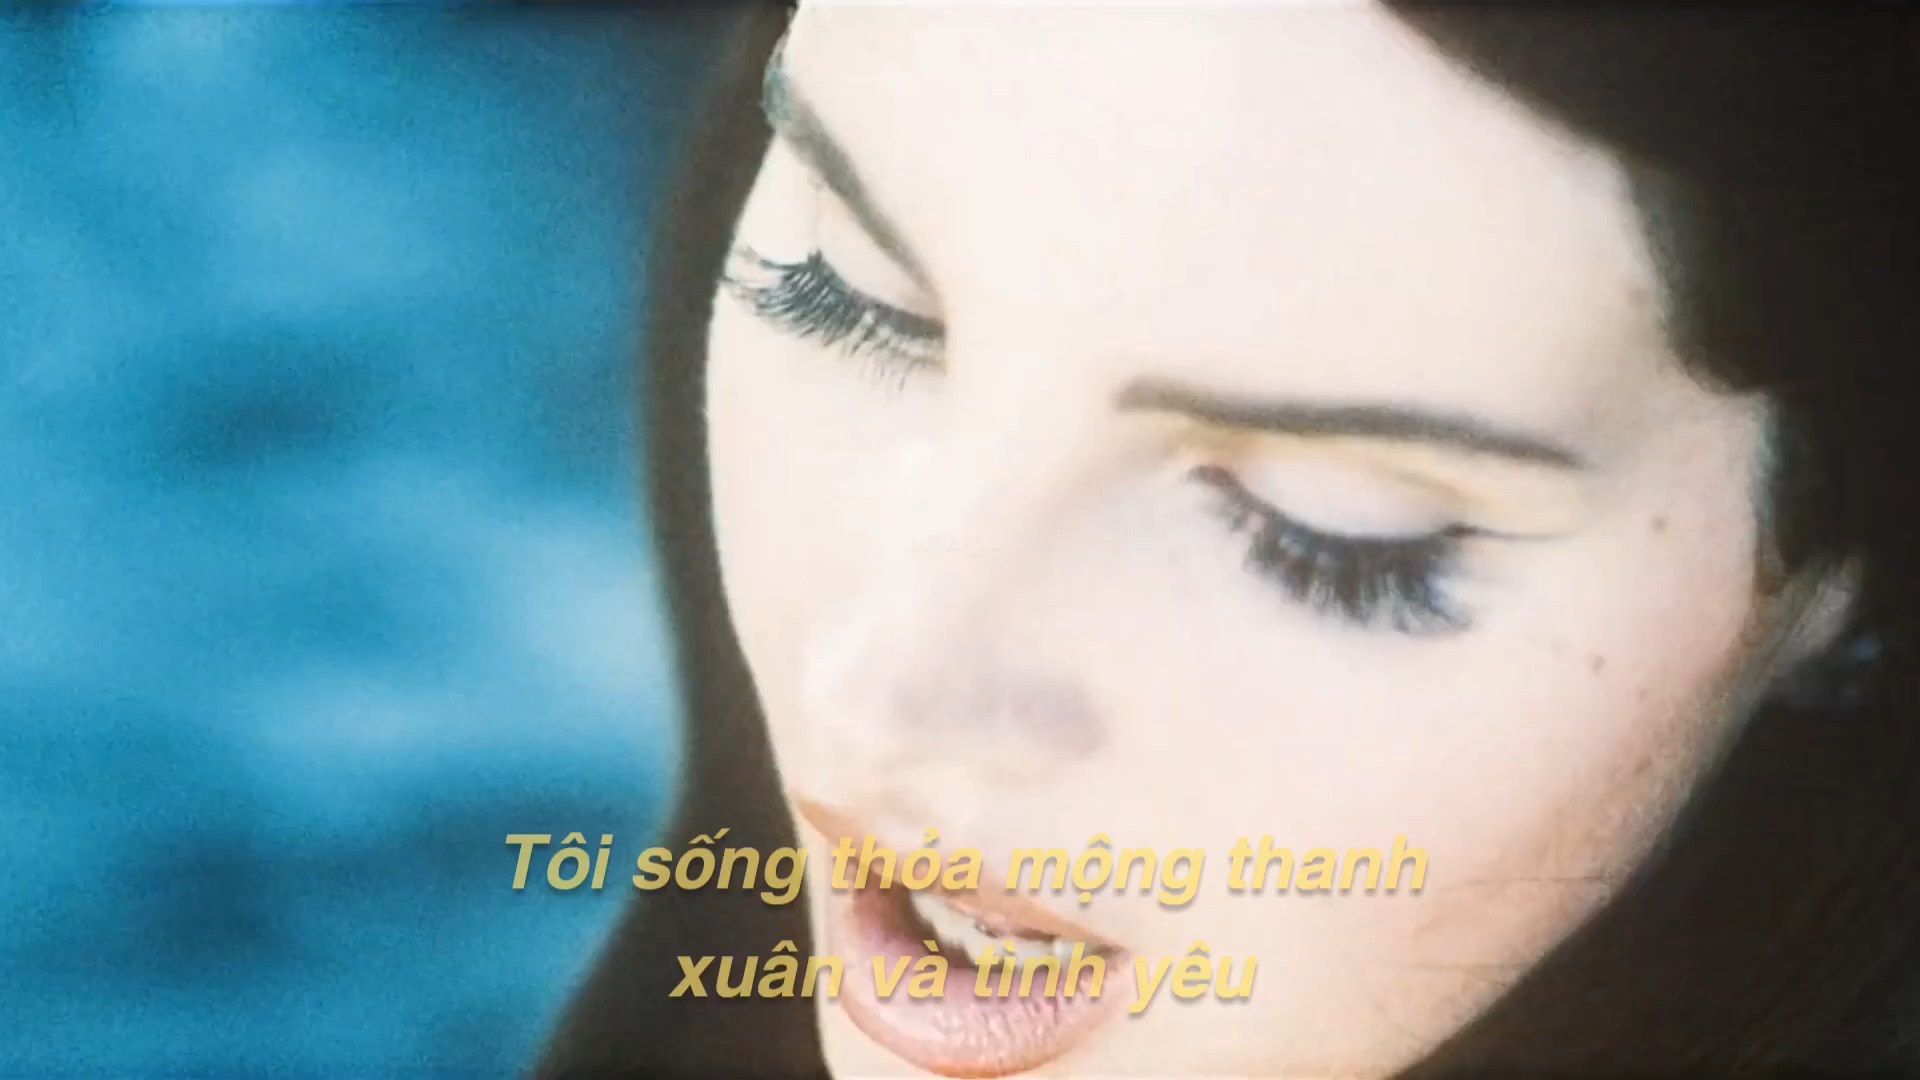 Tôi sống thỏa mộng thanh
xuân và tình yêu